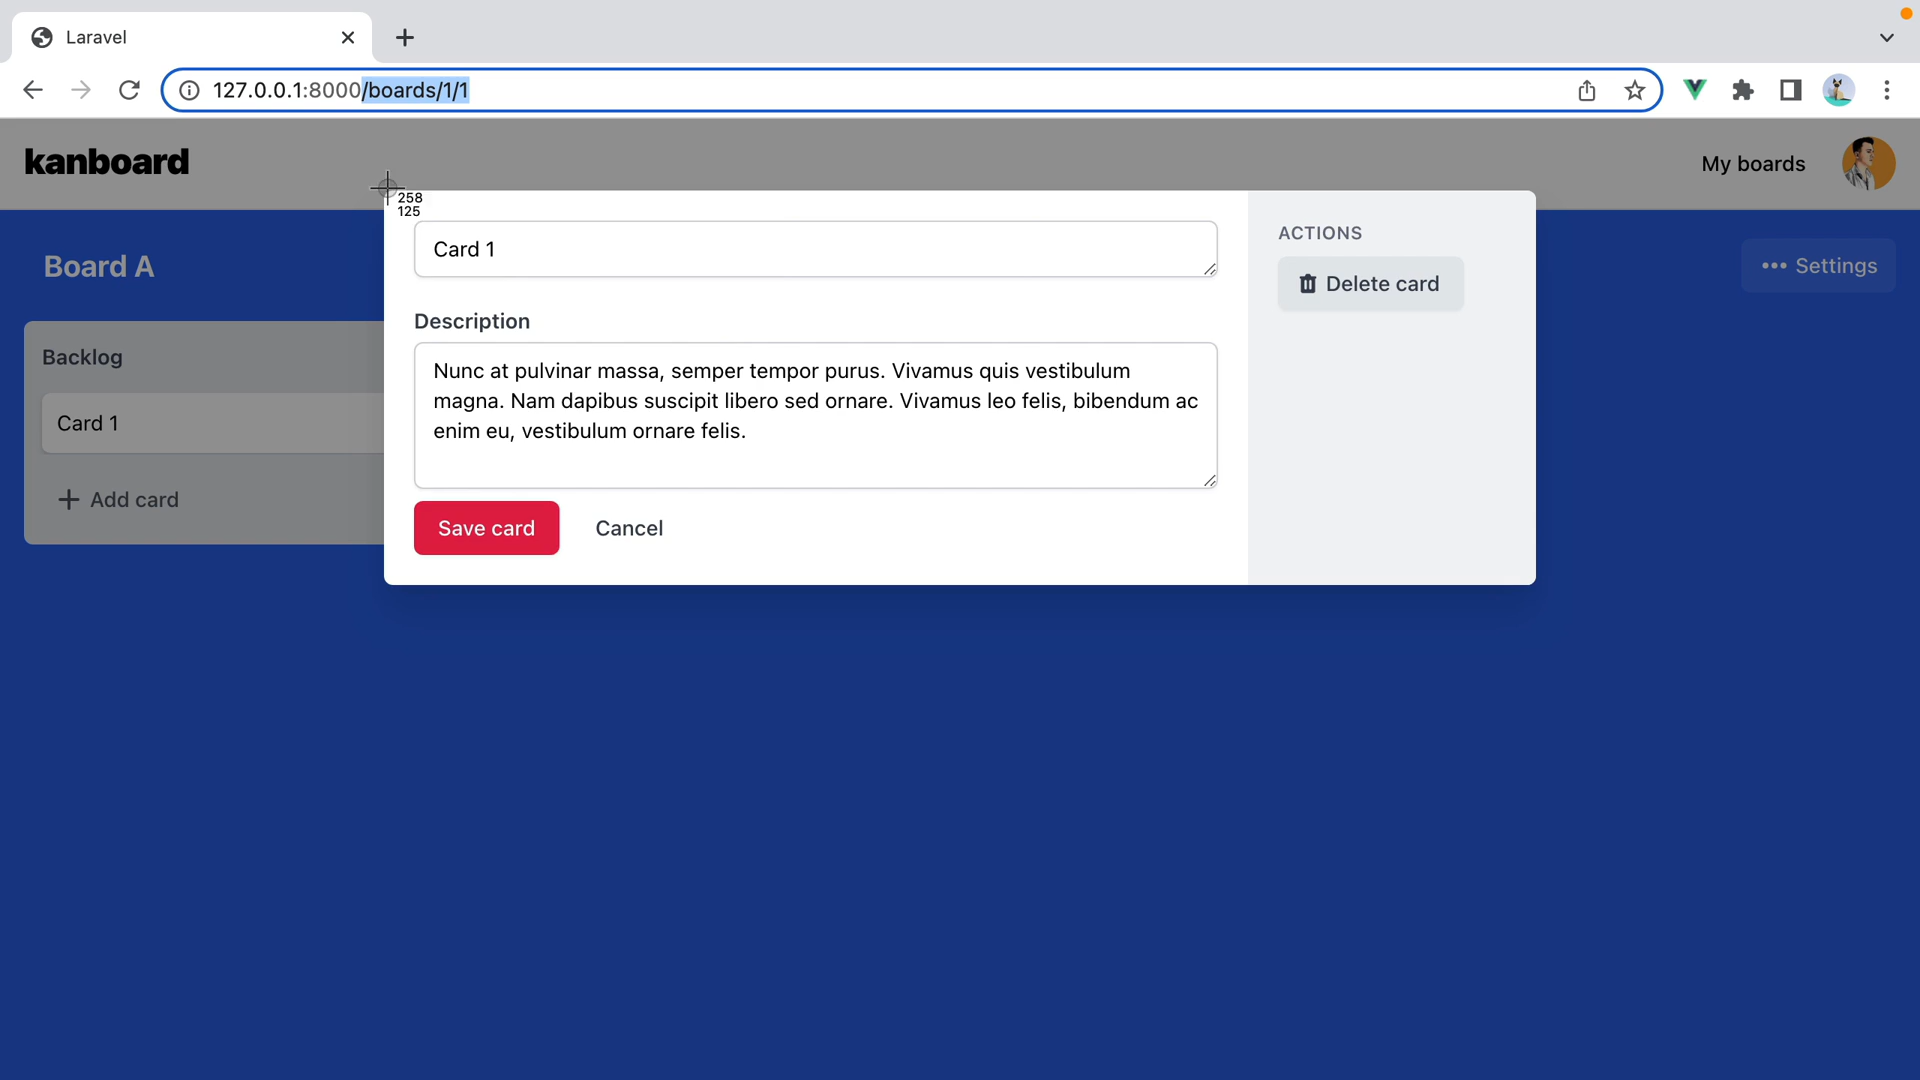 Laravel
127.0.0.1:8000/boards/1/1
kanboard
My boards
258
125
Card 1
ACTIONS
Board A
Settings
Delete card
Description
Backlog
Nunc at pulvinar massa, semper tempor purus. Vivamus quis vestibulum
magna. Nam dapibus suscipit libero sed ornare. Vivamus leo felis, bibendum ac
enim eu, vestibulum ornare felis.
Card 1
Add card
Save card
Cancel